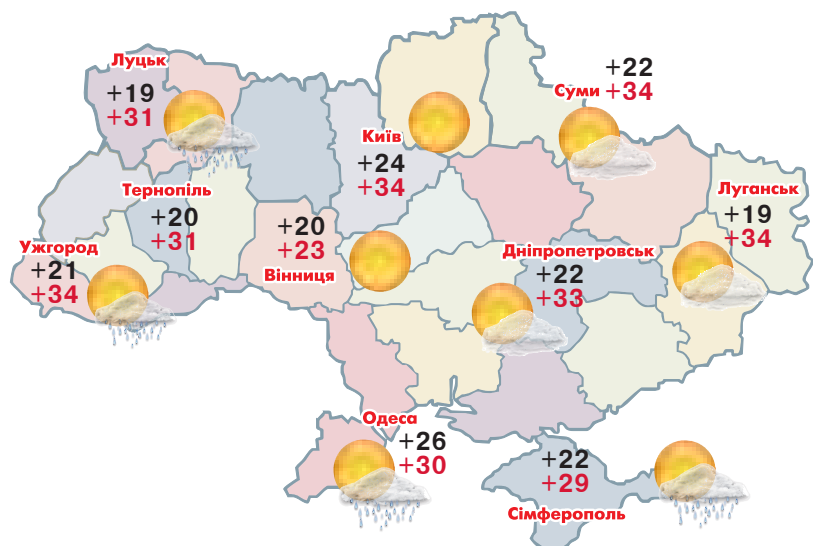 Луцьк
+19
+31
Суми
+22
+34
Київ
+24
+34
Тернопіль
+20
+31
Луганськ
+19
+34
Ужгород
+21
+34
+20
+23
Вінниця
Дніпропетровськ
+22
+33
Одеса
+26
+30
+22
+29
Сімферополь